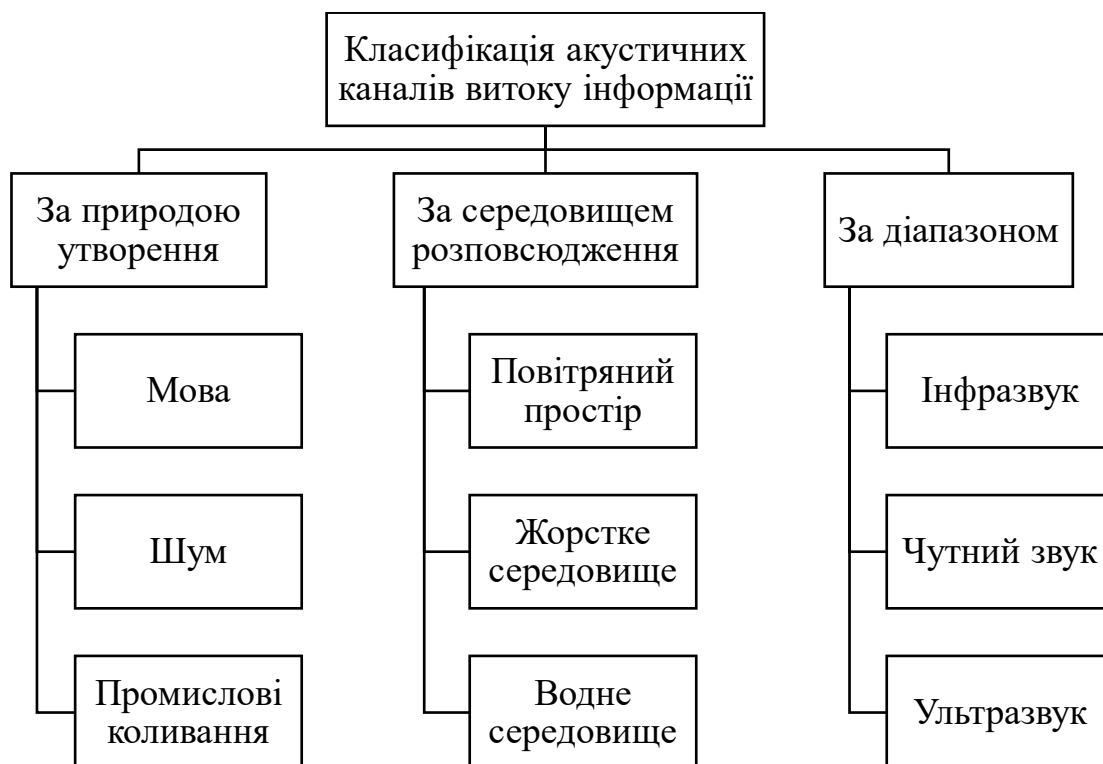 Класифікація акустичних
каналів витоку інформації
За природою
утворення
Мова
Шум
Промислові
коливання
За середовищем
розповсюдження
Повітряний
простір
Жорстке
середовище
Водне
середовище
За діапазоном
Інфразвук
Чутний звук
Ультразвук